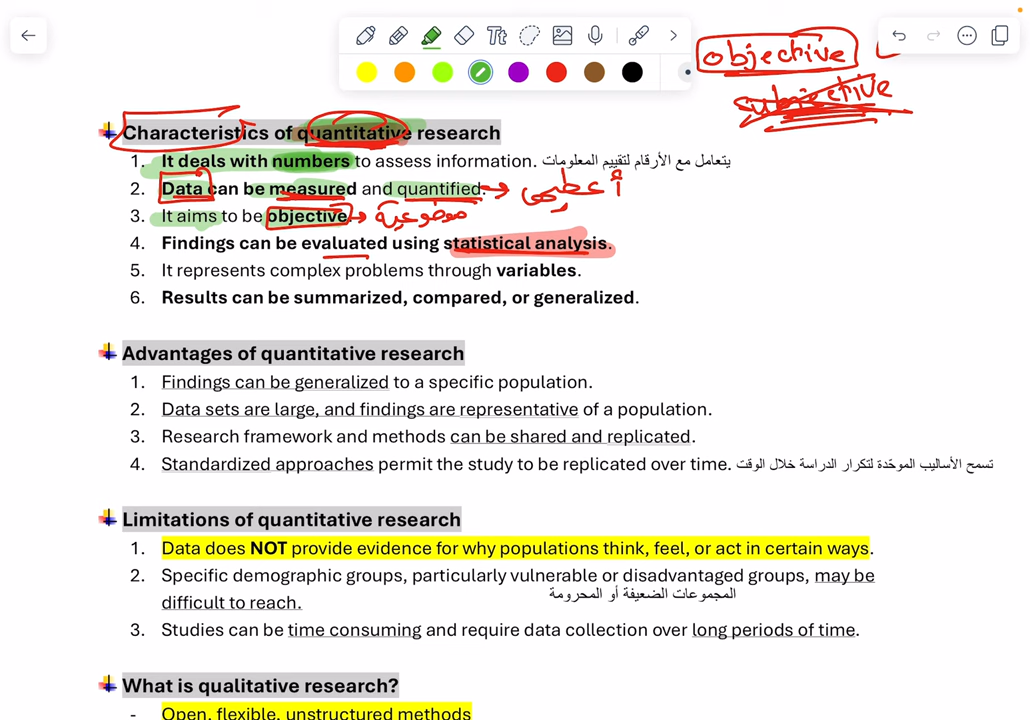 Tt
objective
subjective
Characteristics of quantitative research
1. It deals with numbers to assess information. يتعامل مع الأرقام لتقييم المعلومات
2. Data can be measured and quantified.
3. It aims to be objective موضوعية
4. Findings can be evaluated using statistical analysis.
5. It represents complex problems through variables.
6. Results can be summarized, compared, or generalized.
Advantages of quantitative research
1. Findings can be generalized to a specific population.
2. Data sets are large, and findings are representative of a population.
3. Research framework and methods can be shared and replicated.
4. Standardized approaches permit the study to be replicated over time. تسمح الأساليب الموحّدة لتكرار الدراسة خلال الوقت
Limitations of quantitative research
1. Data does NOT provide evidence for why populations think, feel, or act in certain ways.
2. Specific demographic groups, particularly vulnerable or disadvantaged groups, may be
المجموعات الضعيفة أو المحرومة
difficult to reach.
3. Studies can be time consuming and require data collection over long periods of time.
What is qualitative research?
- Open, flexible, unstructured methods